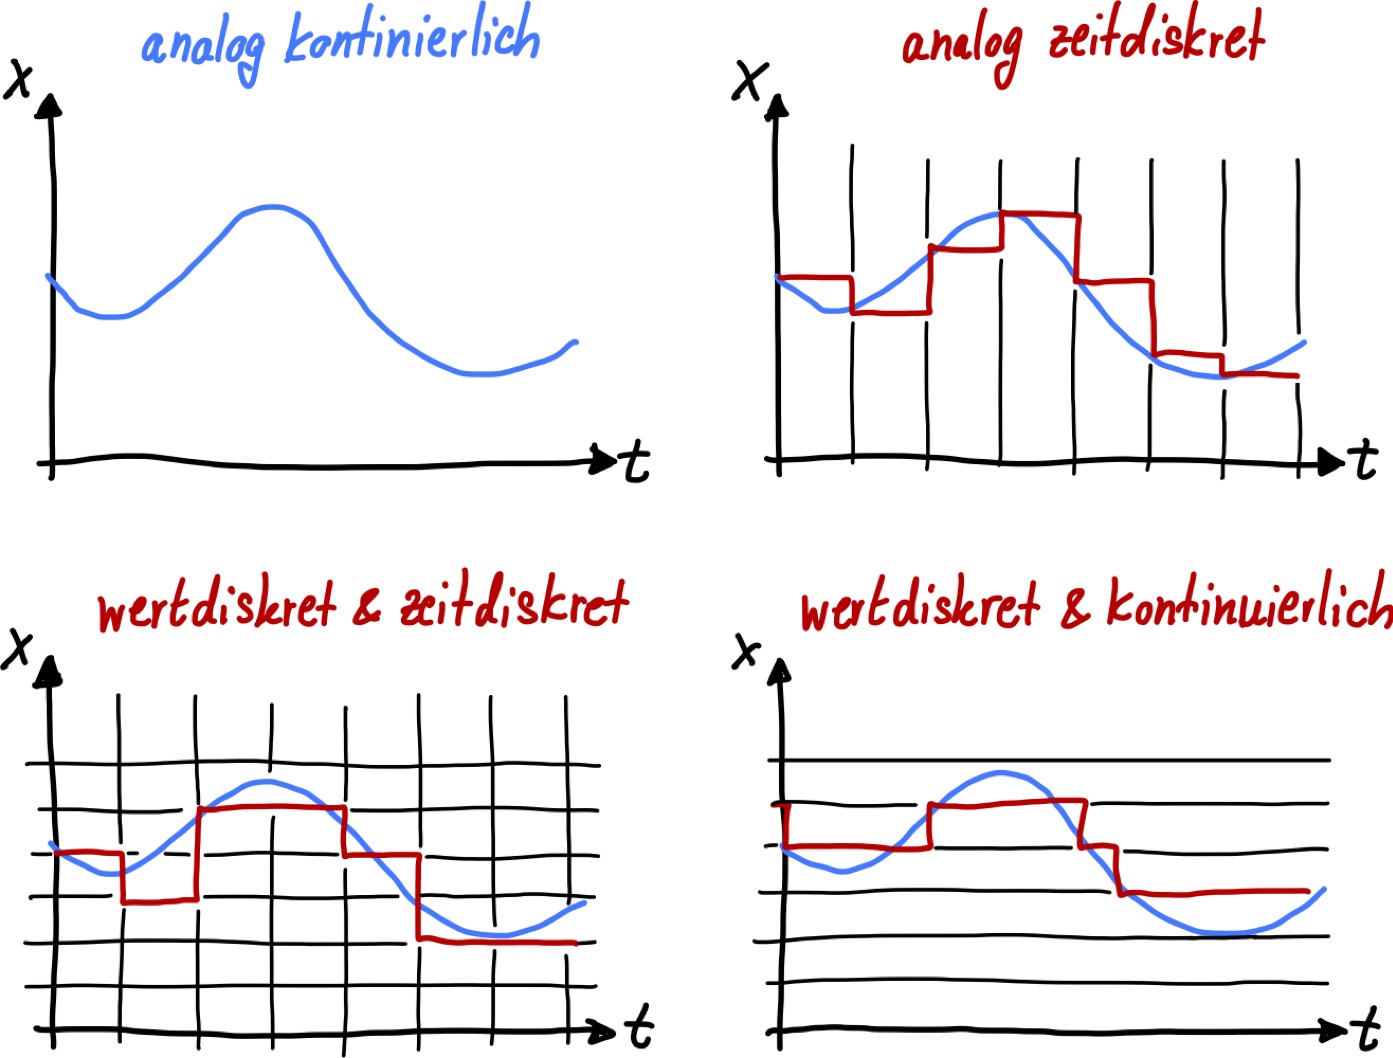 analog kontinierlich
analog zeitdiskret
x
t
x
t
wertdiskret & zeitdiskret
wertdiskret & kontinuierlich
x
t
x
t